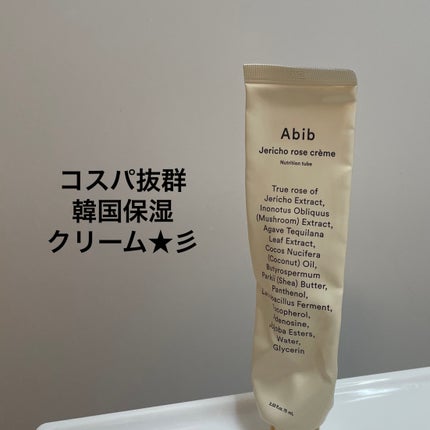 コスパ抜群
韓国保湿
クリーム★彡
Abib
Jericho rose crème
Nutrition tube
True rose of
Jericho Extract,
Inonotus Obliquus
(Mushroom) Extract,
Agave Tequilana
Leaf Extract,
Cocos Nucifera
(Coconut) Oil,
Butyrospermum
Parkii (Shea) Butter,
Panthenol,
Lactobacillus Ferment,
Tocopherol,
Adenosine,
Jojoba Esters,
Water,
Glycerin